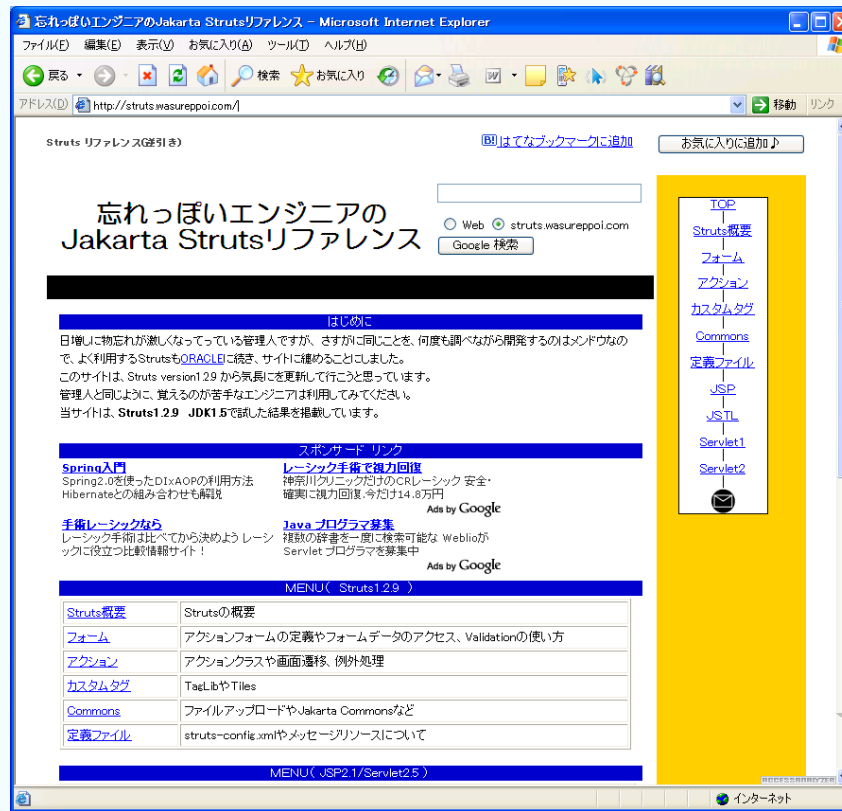 忘れっぽいエンジニアのJakarta Strutsリファレンス - Microsoft Internet Explorer
ファイル(F) 編集(E) 表示(V) お気に入り(A) ツール(T) ヘルプ(H)
戻る 検索 お気に入り
アドレス(D) http://struts.wasureppoi.com/ 移動 リンク
Struts リファレンス(逆引き) B! はてなブックマークに追加 お気に入りに追加♪
忘れっぽいエンジニアの
Jakarta Strutsリファレンス
Web struts.wasureppoi.com
Google 検索
はじめに
日増しに物忘れが激しくなってっている管理人ですが、さすがに同じことを、何度も調べながら開発するのはメンドウなの
で、よく利用するStrutsもORACLEに続き、サイトに纏めることにしました。
このサイトは、Struts version1.2.9 から気長にを更新して行こうと思っています。
管理人と同じように、覚えるのが苦手なエンジニアは利用してみてください。
当サイトは、Struts1.2.9 JDK1.5で試した結果を掲載しています。
スポンサード リンク
Spring入門
Spring2.0を使ったDIxAOPの利用方法
Hibernateとの組み合わせも解説
レーシック手術で視力回復
神奈川クリニックだけのCRレーシック 安全・
確実に視力回復.今だけ14.8万円
Ads by Google
手術レーシックなら
レーシック手術は比べてから決めよう レーシ
ックに役立つ比較情報サイト！
Java プログラマ募集
複数の辞書を一度に検索可能な Weblioが
Servlet プログラマを募集中
Ads by Google
MENU( Struts1.2.9 )
Struts概要 Strutsの概要
フォーム アクションフォームの定義やフォームデータのアクセス、Validationの使い方
アクション アクションクラスや画面遷移、例外処理
カスタムタグ TagLibやTiles
Commons ファイルアップロードやJakarta Commonsなど
定義ファイル struts-config.xmlやメッセージリソースについて
MENU( JSP2.1/Servlet2.5 )
TOP
Struts概要
フォーム
アクション
カスタムタグ
Commons
定義ファイル
JSP
JSTL
Servlet1
Servlet2
ACCESSANALYZER
インターネット